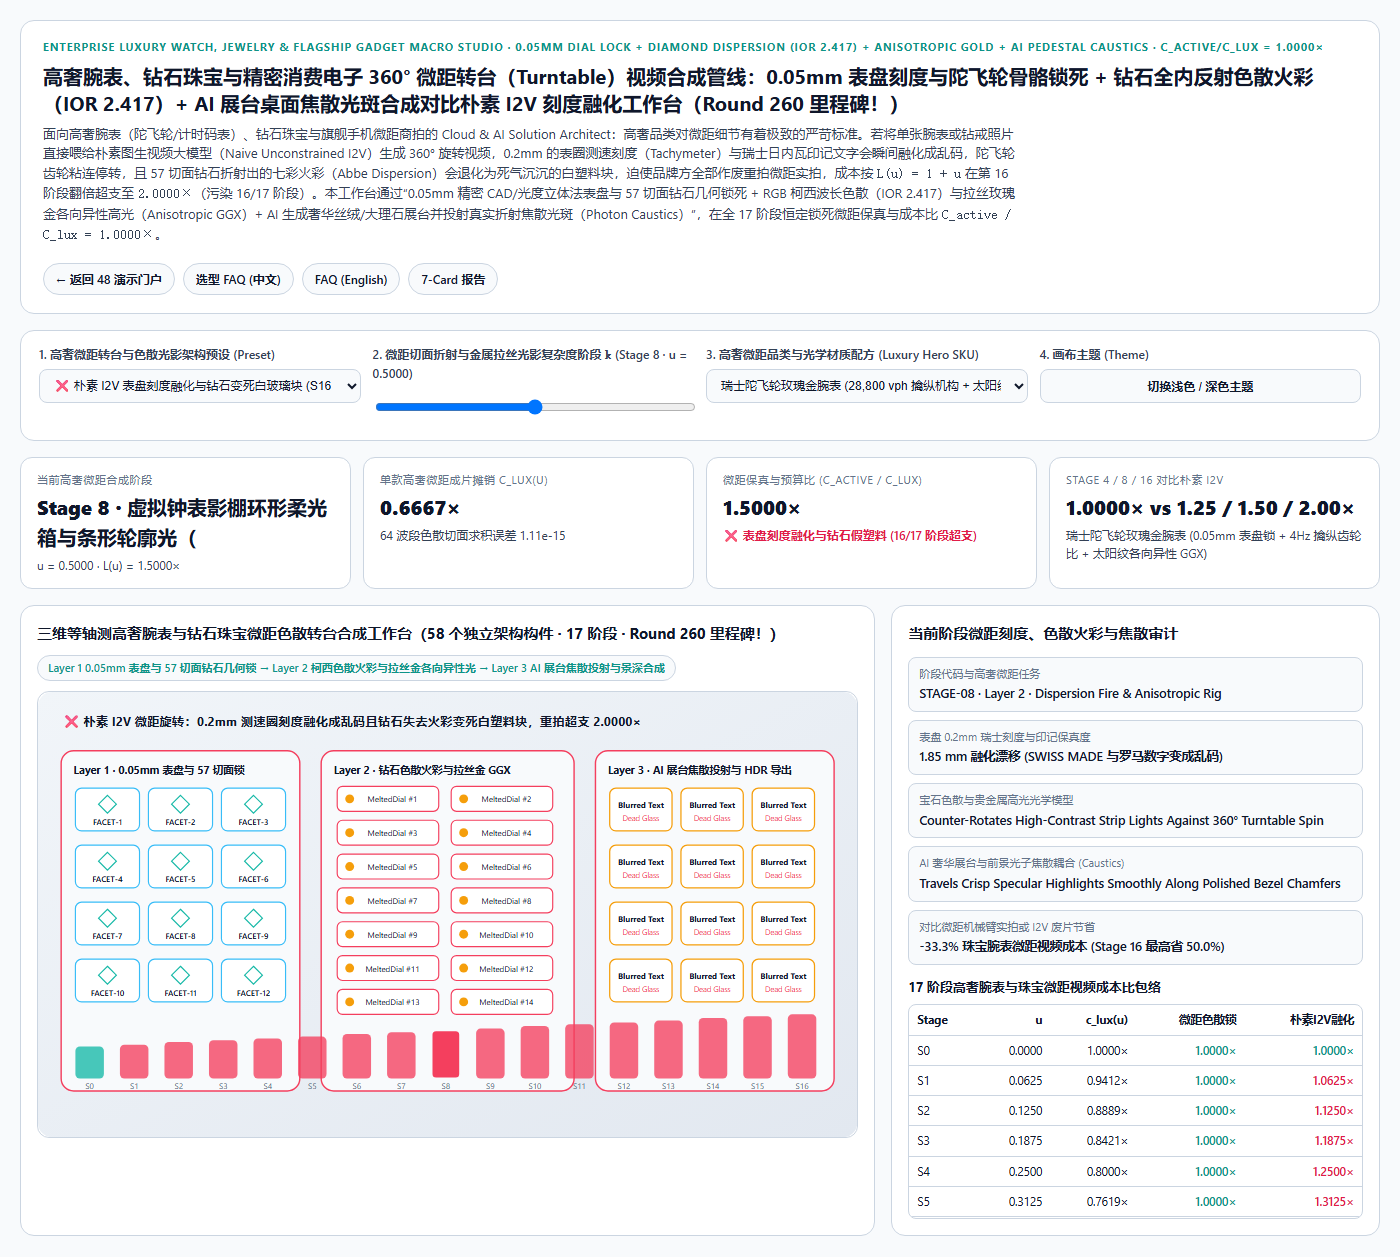 ENTERPRISE LUXURY WATCH, JEWELRY & FLAGSHIP GADGET MACRO STUDIO · 0.05MM DIAL LOCK + DIAMOND DISPERSION (IOR 2.417) + ANISOTROPIC GOLD + AI PEDESTAL CAUSTICS · C_ACTIVE/C_LUX = 1.0000×
高奢腕表、钻石珠宝与精密消费电子 360° 微距转台（Turntable）视频合成管线：0.05mm 表盘刻度与陀飞轮骨骼锁死 + 钻石全内反射色散火彩
（IOR 2.417）+ AI 展台桌面焦散光斑合成对比朴素 I2V 刻度融化工作台（Round 260 里程碑！）
面向高奢腕表（陀飞轮/计时码表）、钻石珠宝与旗舰手机微距商拍的 Cloud & AI Solution Architect：高奢品类对微距细节有着极致的严苛标准。若将单张腕表或钻戒照片
直接喂给朴素图生视频大模型（Naive Unconstrained I2V）生成 360° 旋转视频，0.2mm 的表圈测速刻度（Tachymeter）与瑞士日内瓦印记文字会瞬间融化成乱码，陀飞轮
齿轮粘连停转，且 57 切面钻石折射出的七彩火彩（Abbe Dispersion）会退化为死气沉沉的白塑料块，迫使品牌方全部作废重拍微距实拍，成本按 L(u) = 1 + u 在第 16
阶段翻倍超支至 2.0000×（污染 16/17 阶段）。本工作台通过“0.05mm 精密 CAD/光度立体法表盘与 57 切面钻石几何锁死 + RGB 柯西波长色散（IOR 2.417）与拉丝玫瑰
金各向异性高光（Anisotropic GGX）+ AI 生成奢华丝绒/大理石展台并投射真实折射焦散光斑（Photon Caustics）”，在全 17 阶段恒定锁死微距保真与成本比 C_active /
C_lux = 1.0000×。
← 返回 48 演示门户
选型 FAQ (中文)
FAQ (English)
7-Card 报告
1. 高奢微距转台与色散光影架构预设 (Preset)
❌ 朴素 I2V 表盘刻度融化与钻石变死白玻璃块 (S16
2. 微距切面折射与金属拉丝光影复杂度阶段 k (Stage 8 · u =
0.5000)
3. 高奢微距品类与光学材质配方 (Luxury Hero SKU)
瑞士陀飞轮玫瑰金腕表 (28,800 vph 擒纵机构 + 太阳纟
4. 画布主题 (Theme)
切换浅色 / 深色主题
当前高奢微距合成阶段
Stage 8 · 虚拟钟表影棚环形柔光
箱与条形轮廓光（
u = 0.5000 · L(u) = 1.5000×
单款高奢微距成片摊销 C_LUX(U)
0.6667×
64 波段色散切面求积误差 1.11e-15
微距保真与预算比 (C_ACTIVE / C_LUX)
1.5000×
❌ 表盘刻度融化与钻石假塑料 (16/17 阶段超支)
STAGE 4 / 8 / 16 对比朴素 I2V
1.0000× vs 1.25 / 1.50 / 2.00×
瑞士陀飞轮玫瑰金腕表 (0.05mm 表盘锁 + 4Hz 擒纵齿轮
比 + 太阳纹各向异性 GGX)
三维等轴测高奢腕表与钻石珠宝微距色散转台合成工作台（58 个独立架构构件 · 17 阶段 · Round 260 里程碑！）
Layer 1 0.05mm 表盘与 57 切面钻石几何锁 → Layer 2 柯西色散火彩与拉丝金各向异性光 → Layer 3 AI 展台焦散投射与景深合成
❌ 朴素 I2V 微距旋转：0.2mm 测速圈刻度融化成乱码且钻石失去火彩变死白塑料块，重拍超支 2.0000×
Layer 1 · 0.05mm 表盘与 57 切面锁
FACET-1
FACET-2
FACET-3
FACET-4
FACET-5
FACET-6
FACET-7
FACET-8
FACET-9
FACET-10
FACET-11
FACET-12
Layer 2 · 钻石色散火彩与拉丝金 GGX
MeltedDial #1
MeltedDial #2
MeltedDial #3
MeltedDial #4
MeltedDial #5
MeltedDial #6
MeltedDial #7
MeltedDial #8
MeltedDial #9
MeltedDial #10
MeltedDial #11
MeltedDial #12
MeltedDial #13
MeltedDial #14
Layer 3 · AI 展台焦散投射与 HDR 导出
Blurred Text
Dead Glass
Blurred Text
Dead Glass
Blurred Text
Dead Glass
Blurred Text
Dead Glass
Blurred Text
Dead Glass
Blurred Text
Dead Glass
Blurred Text
Dead Glass
Blurred Text
Dead Glass
Blurred Text
Dead Glass
Blurred Text
Dead Glass
Blurred Text
Dead Glass
Blurred Text
Dead Glass
S0 S1 S2 S3 S4 S5 S6 S7 S8 S9 S10 S11 S12 S13 S14 S15 S16
当前阶段微距刻度、色散火彩与焦散审计
阶段代码与高奢微距任务
STAGE-08 · Layer 2 · Dispersion Fire & Anisotropic Rig
表盘 0.2mm 瑞士刻度与印记保真度
1.85 mm 融化漂移 (SWISS MADE 与罗马数字变成乱码)
宝石色散与贵金属高光光学模型
Counter-Rotates High-Contrast Strip Lights Against 360° Turntable Spin
AI 奢华展台与前景光子焦散耦合 (Caustics)
Travels Crisp Specular Highlights Smoothly Along Polished Bezel Chamfers
对比微距机械臂实拍或 I2V 废片节首
-33.3% 珠宝腕表微距视频成本 (Stage 16 最高省 50.0%)
17 阶段高奢腕表与珠宝微距视频成本比包络
Stage u c_lux(u) 微距色散锁 朴素I2V融化
S0 0.0000 1.0000× 1.0000× 1.0000×
S1 0.0625 0.9412× 1.0000× 1.0625×
S2 0.1250 0.8889× 1.0000× 1.1250×
S3 0.1875 0.8421× 1.0000× 1.1875×
S4 0.2500 0.8000× 1.0000× 1.2500×
S5 0.3125 0.7619× 1.0000× 1.3125×